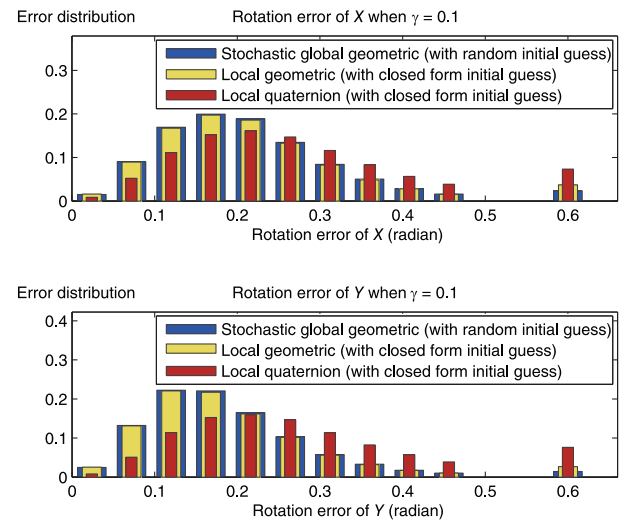 Error distribution
Rotation error of X when γ = 0.1
0.3
0.2
0.1
0
Stochastic global geometric (with random initial guess)
Local geometric (with closed form initial guess)
Local quaternion (with closed form initial guess)
0 0.1 0.2 0.3 0.4 0.5 0.6
Rotation error of X (radian)
Error distribution
Rotation error of Y when γ = 0.1
0.4
0.3
0.2
0.1
0
Stochastic global geometric (with random initial guess)
Local geometric (with closed form initial guess)
Local quaternion (with closed form initial guess)
0 0.1 0.2 0.3 0.4 0.5 0.6
Rotation error of Y (radian)